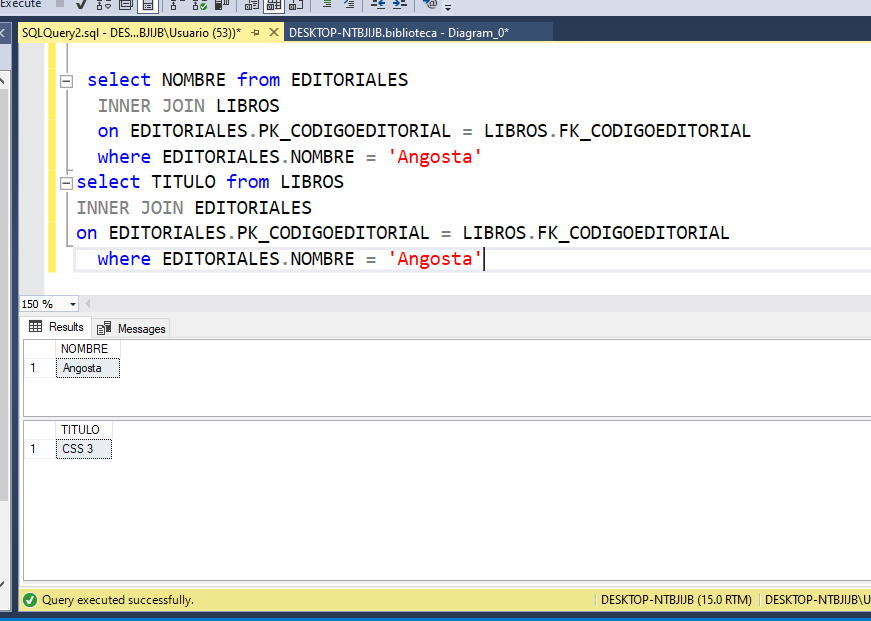 Execute
SQLQuery2.sql - DES...BJIJB\Usuario (53))*
DESKTOP-NTBJIJB.biblioteca - Diagram_0*
select NOMBRE from EDITORIALES
INNER JOIN LIBROS
on EDITORIALES.PK_CODIGOEDITORIAL = LIBROS.FK_CODIGOEDITORIAL
where EDITORIALES.NOMBRE = 'Angosta'
select TITULO from LIBROS
INNER JOIN EDITORIALES
on EDITORIALES.PK_CODIGOEDITORIAL = LIBROS.FK_CODIGOEDITORIAL
where EDITORIALES.NOMBRE = 'Angosta'
150 %
Results Messages
NOMBRE
1 Angosta
TITULO
1 CSS 3
Query executed successfully.
DESKTOP-NTBJIJB (15.0 RTM)
DESKTOP-NTBJIJB\U